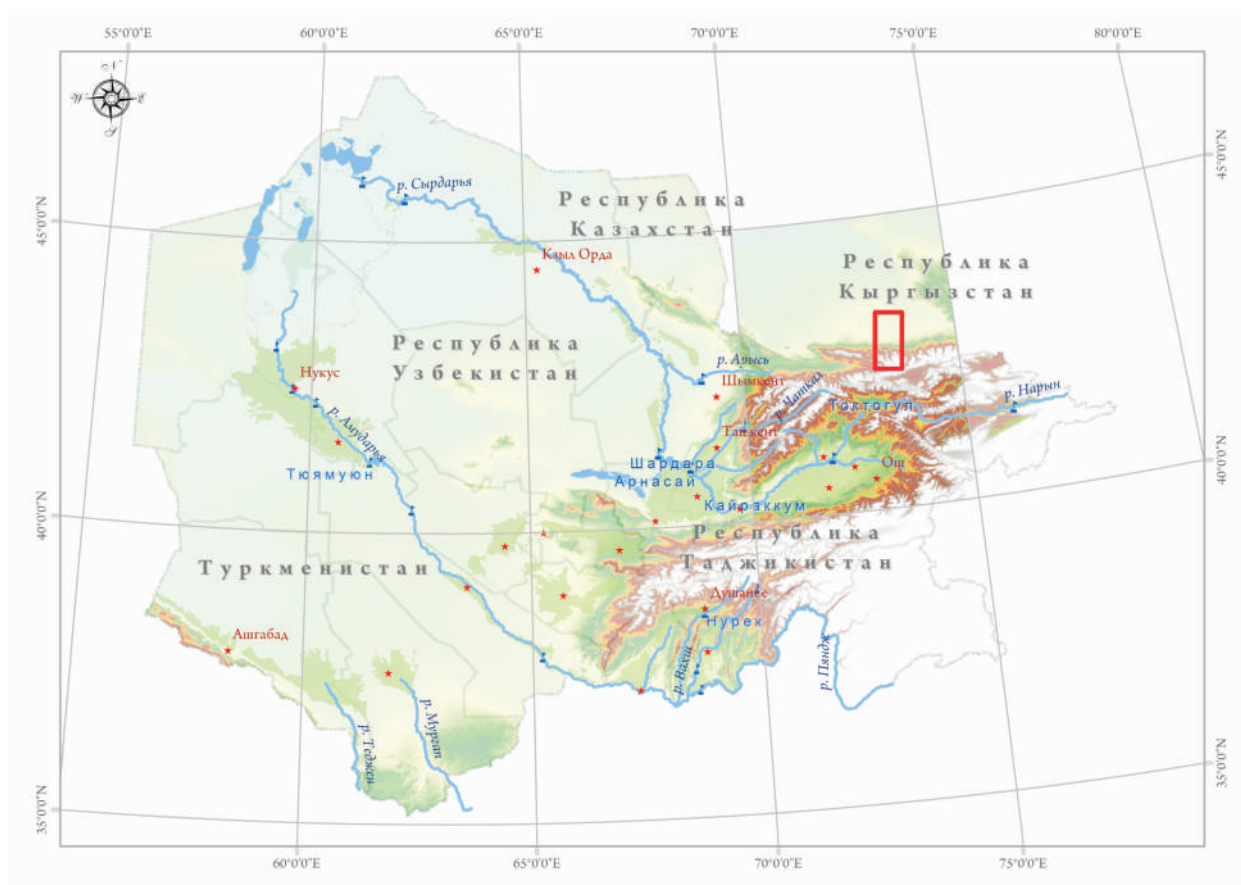 55°0'0"E 60°0'0"E 65°0'0"E 70°0'0"E 75°0'0"E 80°0'0"E
N
W E
S
45°0'0"N
45°0'0"N
р. Сырдарья
Республика
Казахстан
Кзыл Орда
Республика
Кыргызстан
Республика
Узбекистан
р. Арысь
Нукус
Шымкент
р. Чаткал
Токтогул
р. Нарын
р. Амударья
Ташкент
Тюямуюн
Шардара
Ош
Арнасай
40°0'0"N
Кайраккум
40°0'0"N
Республика
Таджикистан
Туркменистан
Душанбе
Нурек
Ашгабад
р. Вахш
р. Пяндж
р. Теджен
р. Мургап
35°0'0"N
35°0'0"N
60°0'0"E 65°0'0"E 70°0'0"E 75°0'0"E